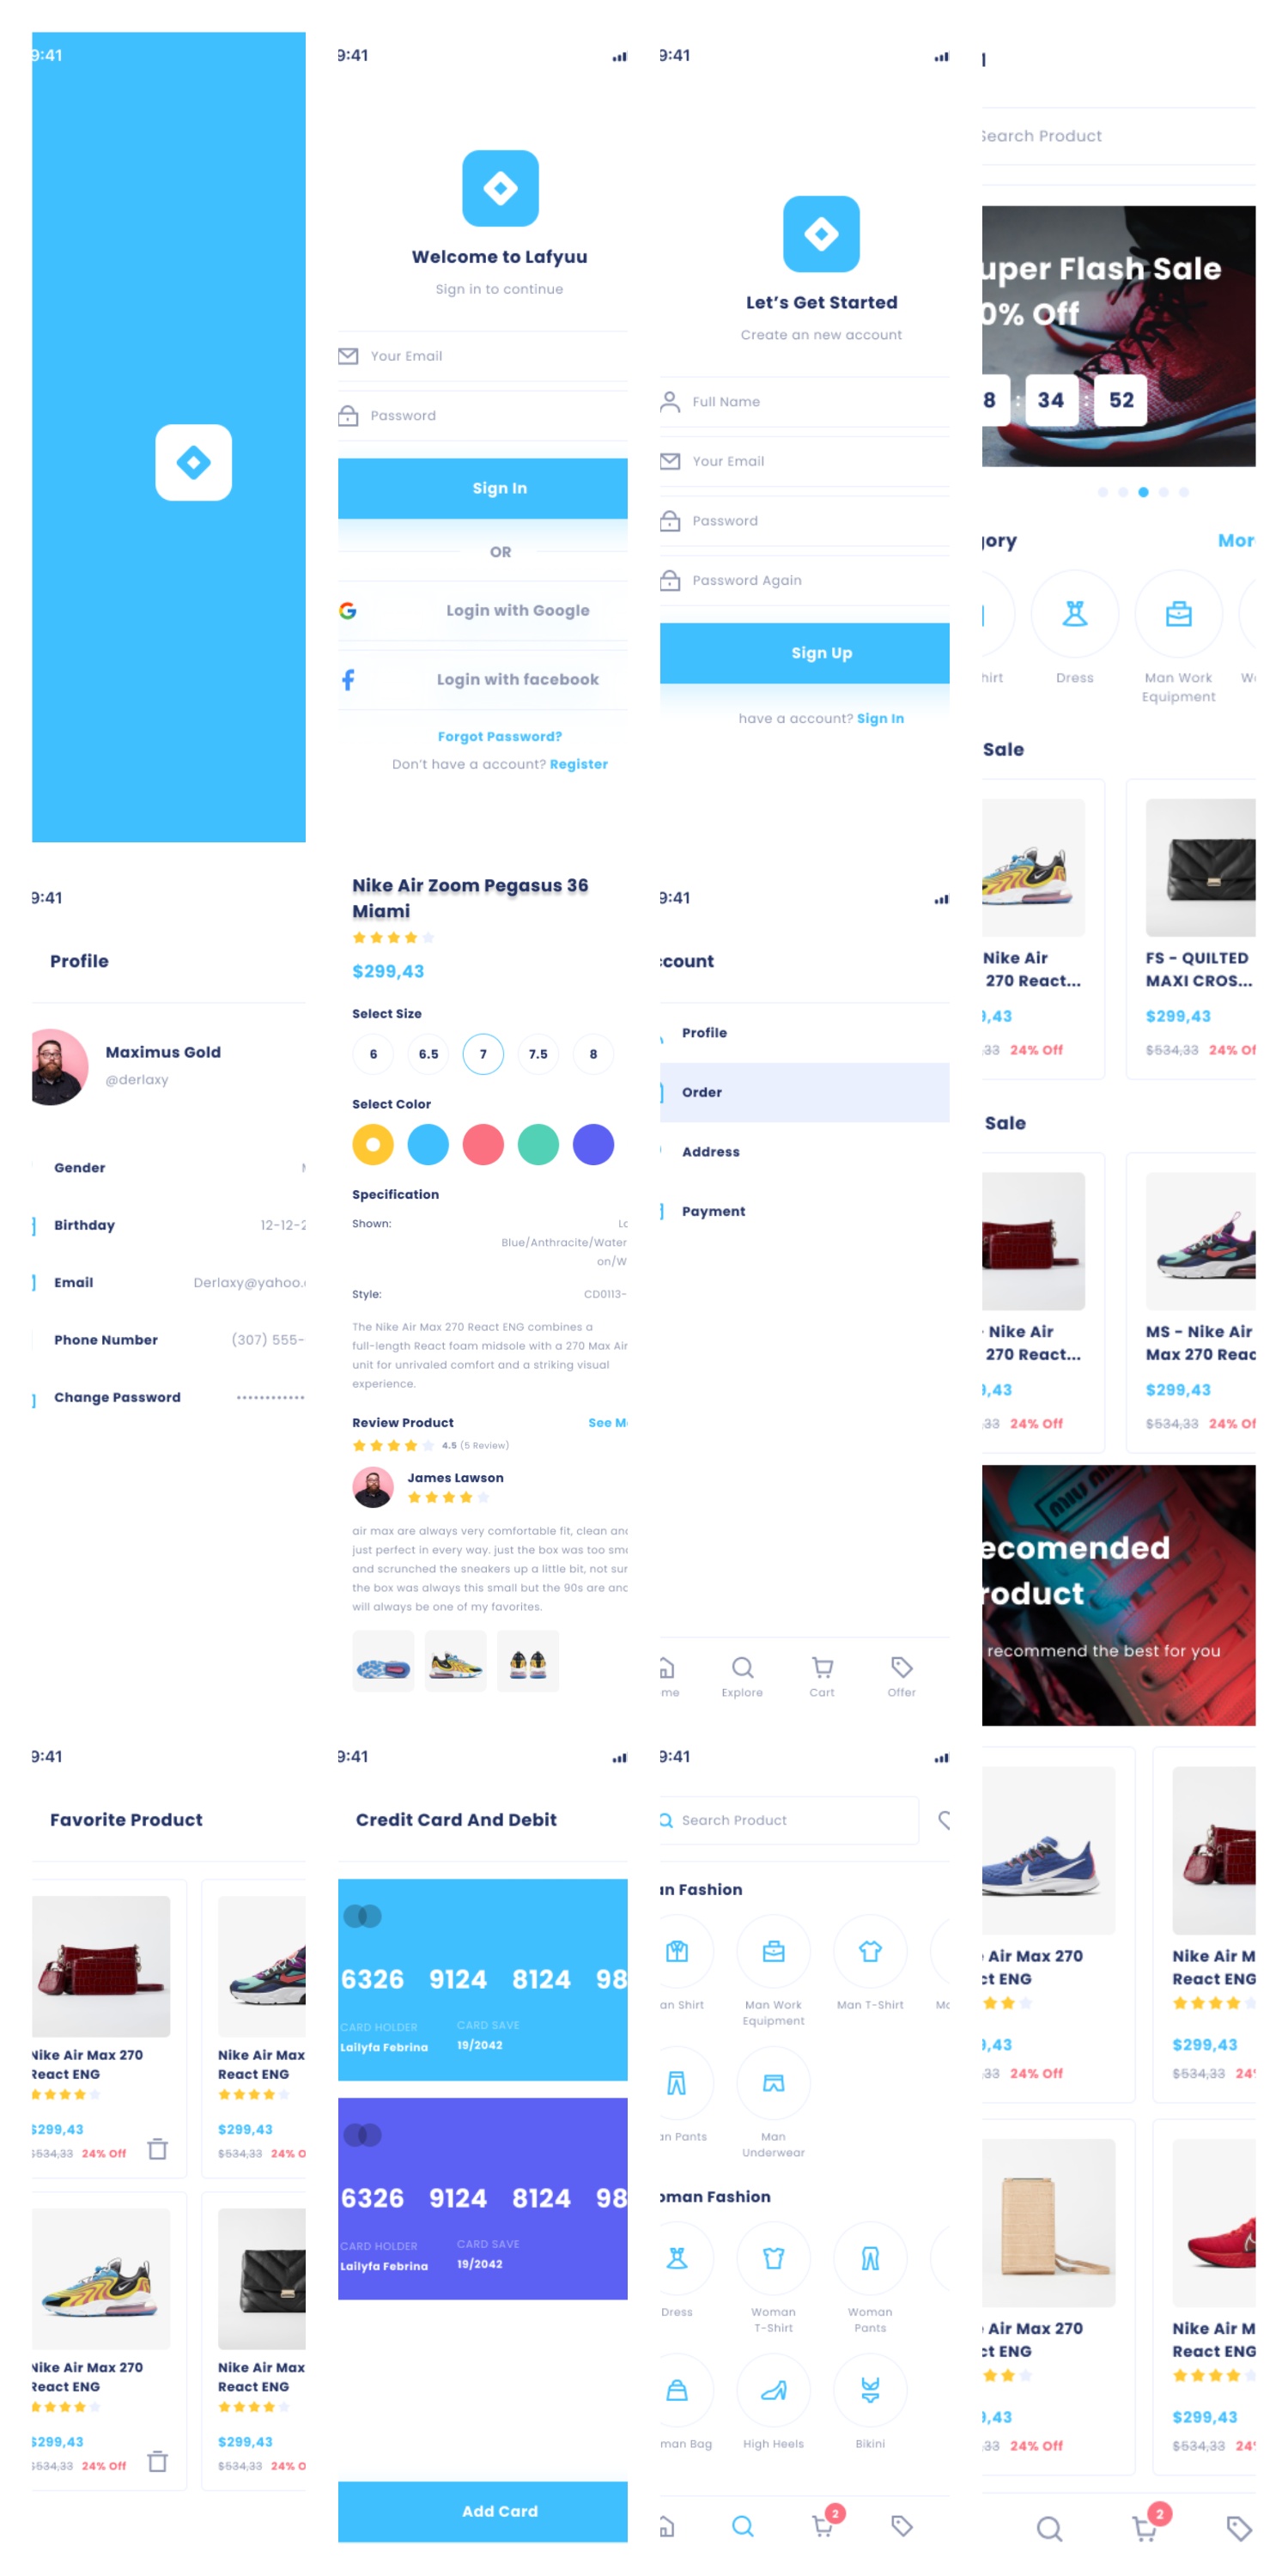 9:41
9:41
Welcome to Lafyuu
Sign in to continue
Your Email
Password
Sign In
OR
Login with Google
Login with facebook
Forgot Password?
Don't have a account? Register
9:41
Let's Get Started
Create an new account
Full Name
Your Email
Password
Password Again
Sign Up
have a account? Sign In
Search Product
uper Flash Sale
0% Off
8 : 34 : 52
gory
Mor
hirt
Dress
Man Work
Equipment
W
Sale
Nike Air
270 React...
9,43
33 24% Off
FS - QUILTED
MAXI CROS...
$299,43
$534,33 24% Of
Sale
- Nike Air
270 React...
9,43
33 24% Off
MS - Nike Air
Max 270 Reac
$299,43
$534,33 24% Off
MIU MIU
ecomended
roduct
recommend the best for you
Air Max 270
ct ENG
9,43
33 24% Off
Nike Air M
React ENG
$299,43
$534,33 24%
Air Max 270
ct ENG
9,43
33 24% Off
Nike Air M
React ENG
$299,43
$534,33 24%
2
9:41
Profile
Maximus Gold
@derlaxy
Gender
Birthday 12-12-2
Email Derlaxy@yahoo.
Phone Number (307) 555-
Change Password ••••••••••••
Nike Air Zoom Pegasus 36
Miami
$299,43
Select Size
6 6.5 7 7.5 8
Select Color
Specification
Shown: La
Blue/Anthracite/Water
on/W
Style: CD0113-
The Nike Air Max 270 React ENG combines a
full-length React foam midsole with a 270 Max Air
unit for unrivaled comfort and a striking visual
experience.
Review Product See M
4.5 (5 Review)
James Lawson
air max are always very comfortable fit, clean and
just perfect in every way. just the box was too sma
and scrunched the sneakers up a little bit, not sur
the box was always this small but the 90s are and
will always be one of my favorites.
9:41
ccount
Profile
Order
Address
Payment
me Explore Cart Offer
9:41
Favorite Product
Nike Air Max 270
React ENG
$299,43
$534,33 24% Off
Nike Air Max
React ENG
$299,43
$534,33 24% O
Nike Air Max 270
React ENG
$299,43
$534,33 24% Off
Nike Air Max
React ENG
$299,43
$534,33 24% O
9:41
Credit Card And Debit
6326 9124 8124 98
CARD HOLDER CARD SAVE
Lailyfa Febrina 19/2042
6326 9124 8124 98
CARD HOLDER CARD SAVE
Lailyfa Febrina 19/2042
Add Card
9:41
Search Product
an Fashion
an Shirt
Man Work
Equipment
Man T-Shirt
Ma
an Pants
Man
Underwear
oman Fashion
Dress
Woman
T-Shirt
Woman
Pants
man Bag
High Heels
Bikini
2